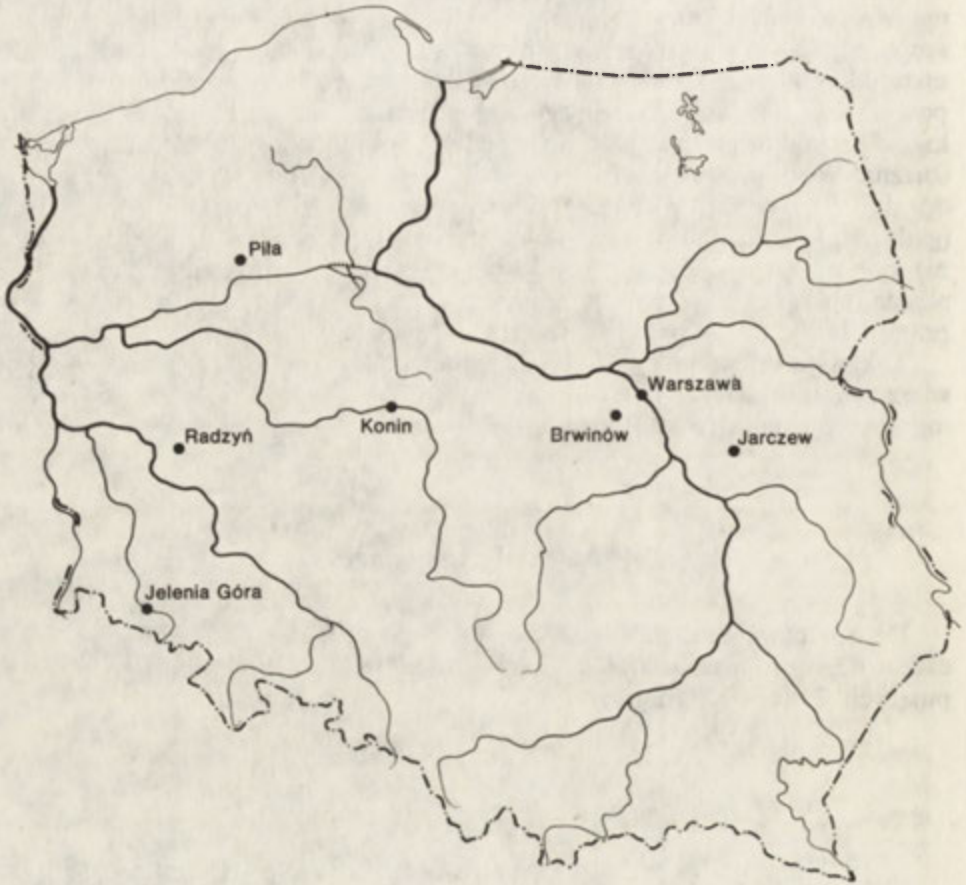 Piła
Warszawa
Radzyń
Konin
Brwinów
Jarczew
Jelenia Góra